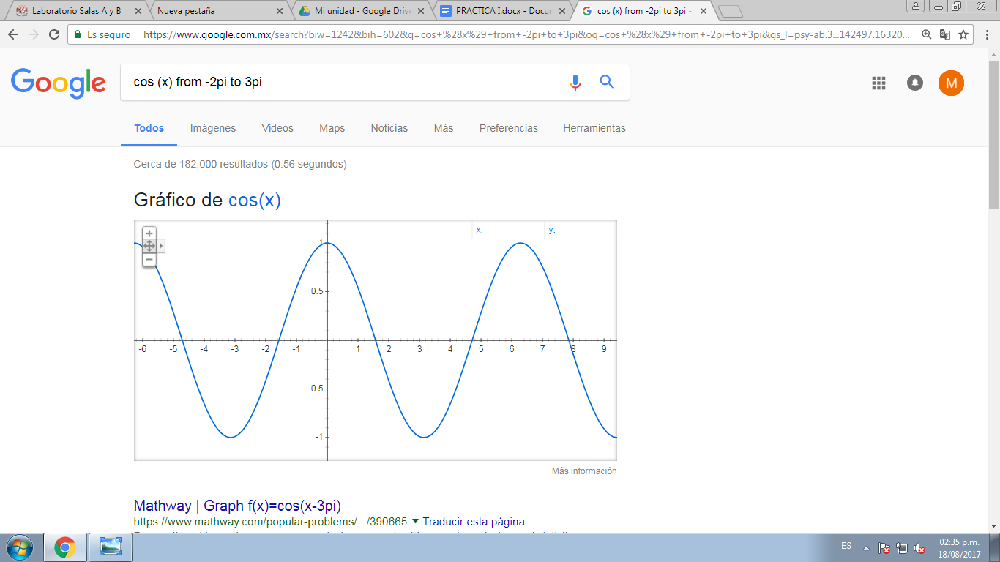 Laboratorio Salas A y B
Nueva pestaña
Mi unidad - Google Drive
PRACTICA I.docx - Docum
cos (x) from -2pi to 3pi -
Es seguro
https://www.google.com.mx/search?biw=1242&bih=602&q=cos+%28x%29+from+-2pi+to+3pi&oq=cos+%28x%29+from+-2pi+to+3pi&gs_l=psy-ab.3...142497.16320...
Google
cos (x) from -2pi to 3pi
M
Todos
Imágenes
Videos
Maps
Noticias
Más
Preferencias
Herramientas
Cerca de 182,000 resultados (0.56 segundos)
Gráfico de cos(x)
x:
y:
1
0.5
-6 -5 -4 -3 -2 -1 1 2 3 4 5 6 7 8 9
-0.5
-1
Más información
Mathway | Graph f(x)=cos(x-3pi)
https://www.mathway.com/popular-problems/.../390665
Traducir esta página
ES
02:35 p.m.
18/08/2017